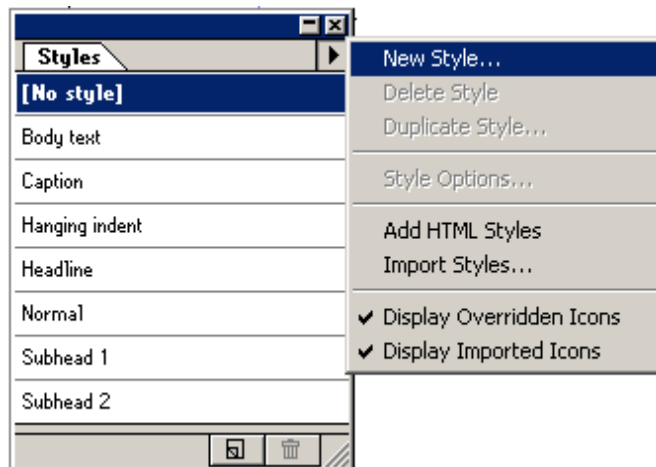 Styles
[No style]
Body text
Caption
Hanging indent
Headline
Normal
Subhead 1
Subhead 2
New Style...
Delete Style
Duplicate Style...
Style Options...
Add HTML Styles
Import Styles...
Display Overridden Icons
Display Imported Icons